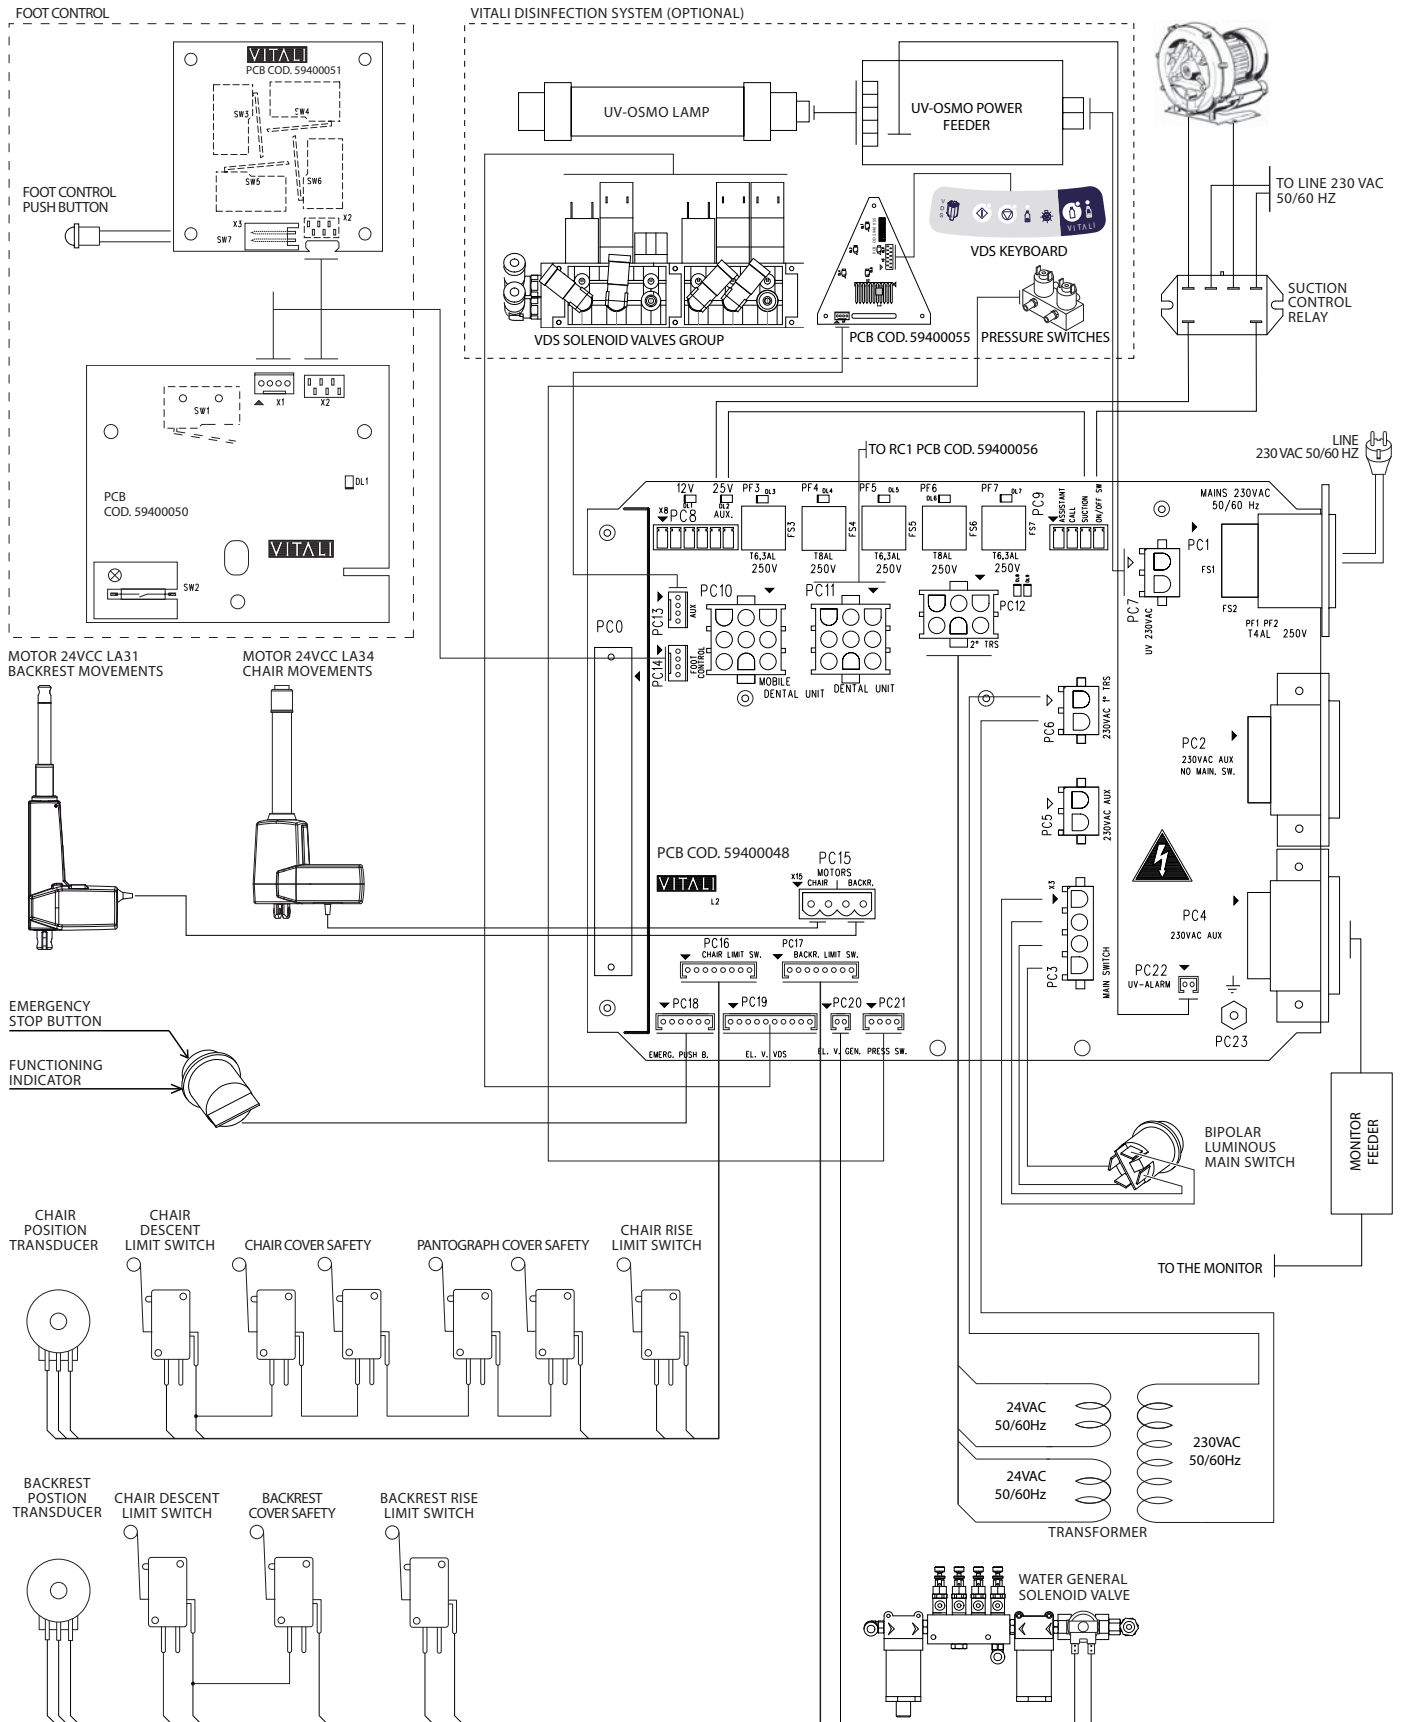 FOOT CONTROL
VITALI
PCB COD. 59400051
SW3
SW4
SW5
SW6
X3
X2
SW7
FOOT CONTROL
PUSH BUTTON
SW1
X1
X2
DL1
PCB
COD. 59400050
VITALI
SW2
VITALI DISINFECTION SYSTEM (OPTIONAL)
UV-OSMO LAMP
UV-OSMO POWER
FEEDER
VDS
VITALI
VDS KEYBOARD
VDS SOLENOID VALVES GROUP
PCB COD. 59400055
PRESSURE SWITCHES
TO LINE 230 VAC
50/60 HZ
SUCTION
CONTROL
RELAY
LINE
230 VAC 50/60 HZ
TO RC1 PCB COD. 59400056
MOTOR 24VCC LA31
BACKREST MOVEMENTS
MOTOR 24VCC LA34
CHAIR MOVEMENTS
12V
25V
DL1
DL2
X8
PC8
AUX.
PF3
DL3
FS3
T6,3AL
250V
PF4
DL4
FS4
T8AL
250V
PF5
DL5
FS5
T6,3AL
250V
PF6
DL6
FS6
T8AL
250V
PF7
DL7
FS7
T6,3AL
250V
PC9
ASSISTANT
CALL
SUCTION
ON/OFF SW
MAINS 230VAC
50/60 Hz
PC1
FS1
FS2
PF1 PF2
T4AL 250V
PC7
UV 230VAC
PC0
PC13
AUX
PC14
FOOT
CONTROL
PC10
MOBILE
DENTAL UNIT
PC11
DENTAL UNIT
DL8
DL9
PC12
2° TRS
PC6
230VAC 1° TRS
PC2
230VAC AUX
NO MAIN. SW.
PC5
230VAC AUX
PCB COD. 59400048
VITALI
L2
PC15
MOTORS
X15
CHAIR
BACKR.
X3
PC3
MAIN SWITCH
PC4
230VAC AUX
PC22
UV-ALARM
PC23
PC16
CHAIR LIMIT SW.
PC17
BACKR. LIMIT SW.
PC18
EMERG. PUSH B.
PC19
EL. V. VDS
PC20
EL. V. GEN.
PC21
PRESS SW.
EMERGENCY
STOP BUTTON
FUNCTIONING
INDICATOR
BIPOLAR
LUMINOUS
MAIN SWITCH
MONITOR
FEEDER
TO THE MONITOR
CHAIR
POSITION
TRANSDUCER
CHAIR
DESCENT
LIMIT SWITCH
CHAIR COVER SAFETY
PANTOGRAPH COVER SAFETY
CHAIR RISE
LIMIT SWITCH
24VAC
50/60Hz
24VAC
50/60Hz
230VAC
50/60Hz
TRANSFORMER
BACKREST
POSTION
TRANSDUCER
CHAIR DESCENT
LIMIT SWITCH
BACKREST
COVER SAFETY
BACKREST RISE
LIMIT SWITCH
WATER GENERAL
SOLENOID VALVE